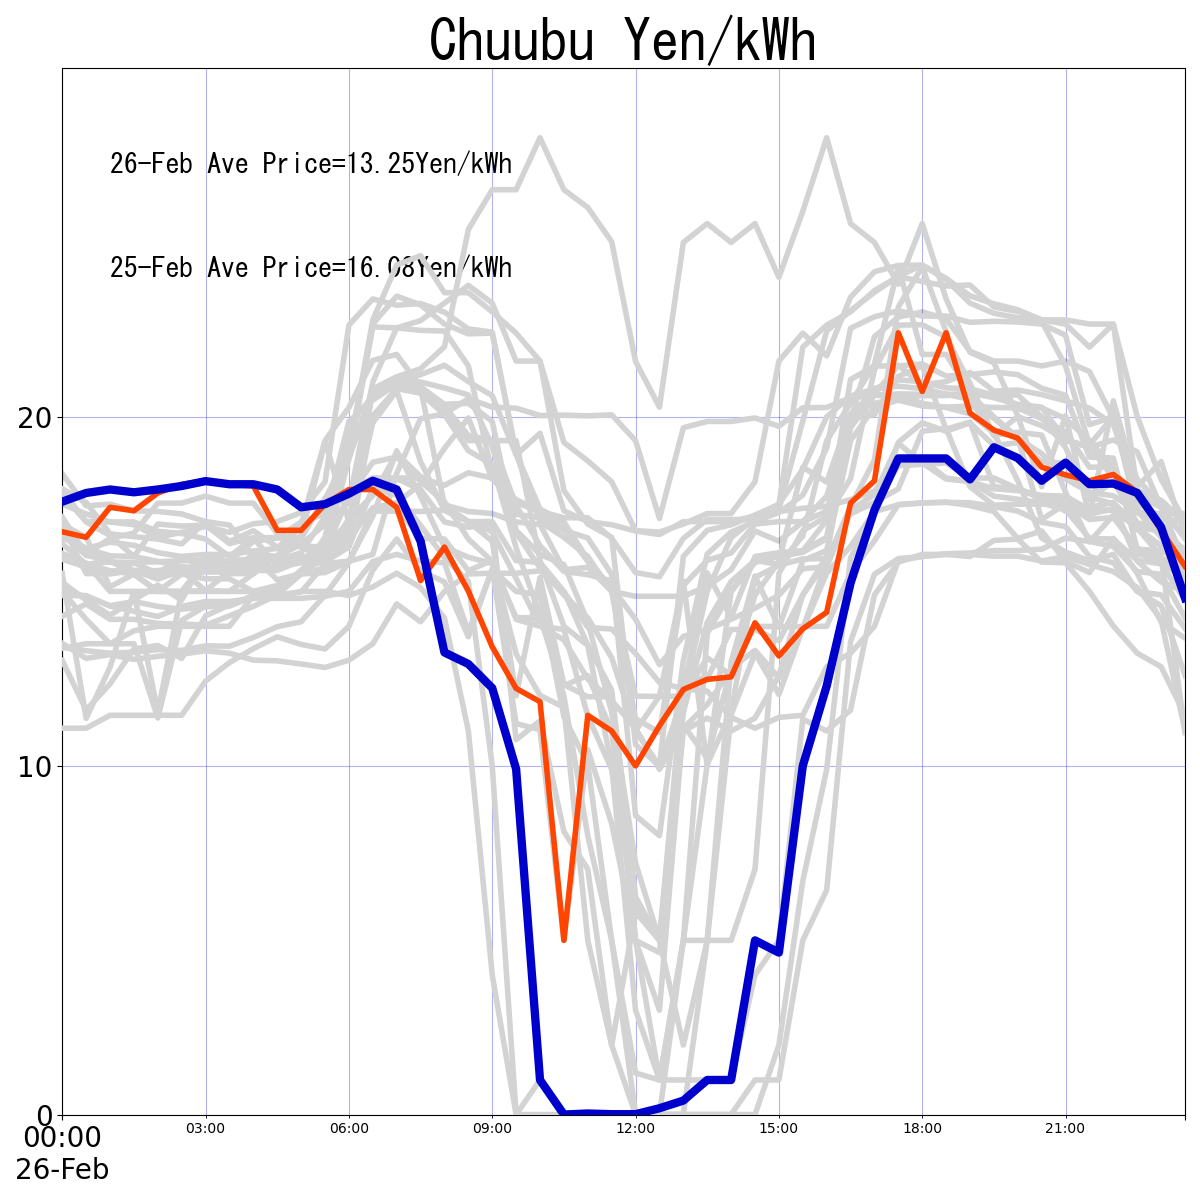 Chuubu Yen/kWh
26-Feb Ave Price=13.25Yen/kWh
25-Feb Ave Price=16.08Yen/kWh
20
10
0
00:00 03:00 06:00 09:00 12:00 15:00 18:00 21:00
26-Feb